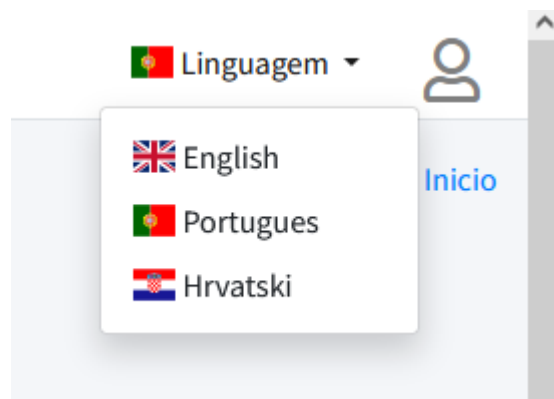 Linguagem
English
Inicio
Portugues
Hrvatski